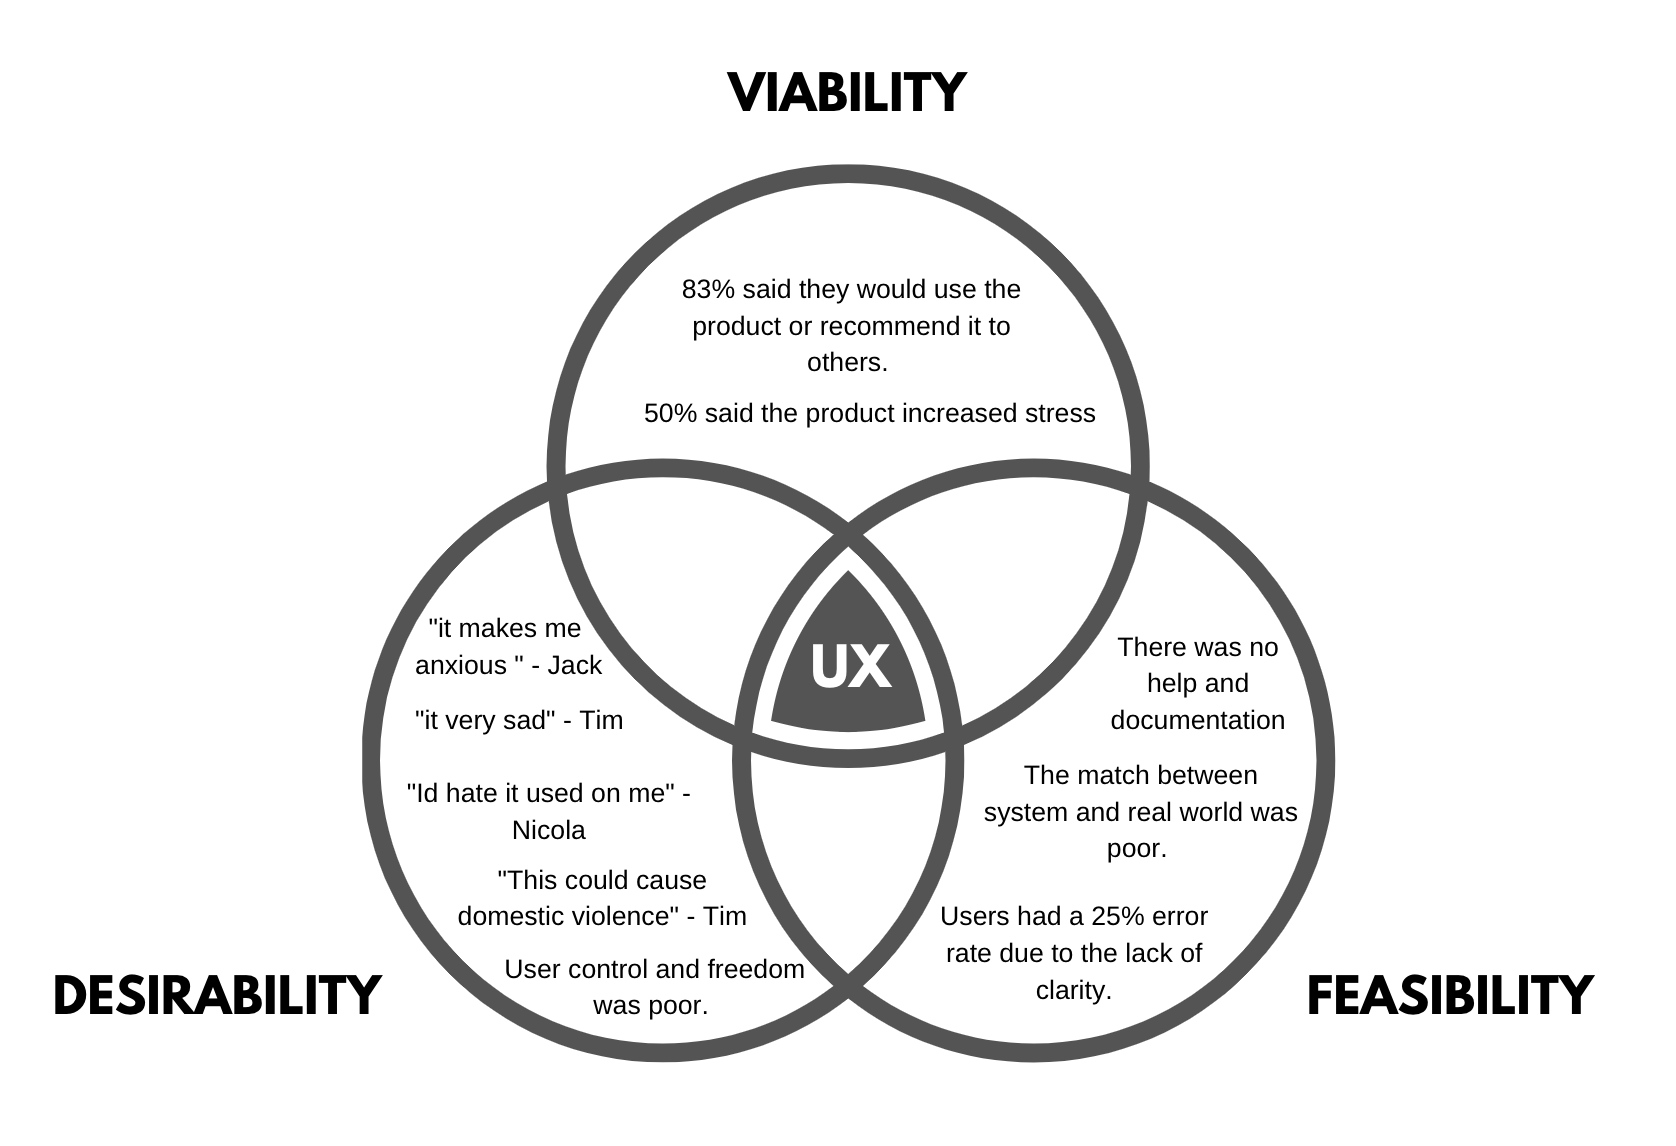 VIABILITY
83% said they would use the
product or recommend it to
others.
50% said the product increased stress
UX
"it makes me
anxious " - Jack
"it very sad" - Tim
"Id hate it used on me" -
Nicola
"This could cause
domestic violence" - Tim
User control and freedom
was poor.
There was no
help and
documentation
The match between
system and real world was
poor.
Users had a 25% error
rate due to the lack of
clarity.
DESIRABILITY
FEASIBILITY